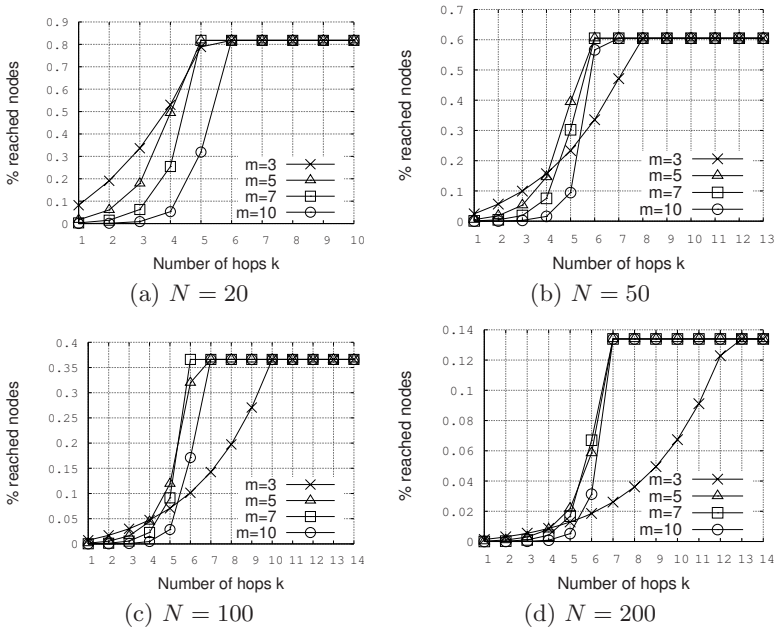 % reached nodes
0.9
0.8
0.7
0.6
0.5
0.4
0.3
0.2
0.1
0
m=3
m=5
m=7
m=10
1 2 3 4 5 6 7 8 9 10
Number of hops k
(a) N = 20
% reached nodes
0.7
0.6
0.5
0.4
0.3
0.2
0.1
0
m=3
m=5
m=7
m=10
1 2 3 4 5 6 7 8 9 10 11 12 13
Number of hops k
(b) N = 50
% reached nodes
0.4
0.35
0.3
0.25
0.2
0.15
0.1
0.05
0
m=3
m=5
m=7
m=10
1 2 3 4 5 6 7 8 9 10 11 12 13 14
Number of hops k
(c) N = 100
% reached nodes
0.14
0.12
0.1
0.08
0.06
0.04
0.02
0
m=3
m=5
m=7
m=10
1 2 3 4 5 6 7 8 9 10 11 12 13 14
Number of hops k
(d) N = 200